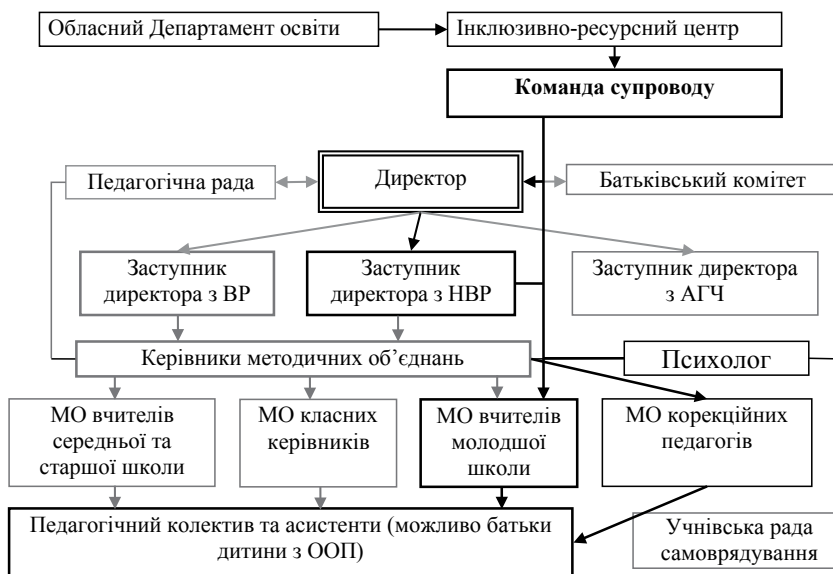 Обласний Департамент освіти
Інклюзивно-ресурсний центр
Команда супроводу
Педагогічна рада
Директор
Батьківський комітет
Заступник
директора з ВР
Заступник
директора з НВР
Заступник директора
з АГЧ
Керівники методичних об’єднань
Психолог
МО вчителів
середньої та
старшої школи
МО класних
керівників
МО вчителів
молодшої
школи
МО корекційних
педагогів
Педагогічний колектив та асистенти (можливо батьки
дитини з ООП)
Учнівська рада
самоврядування